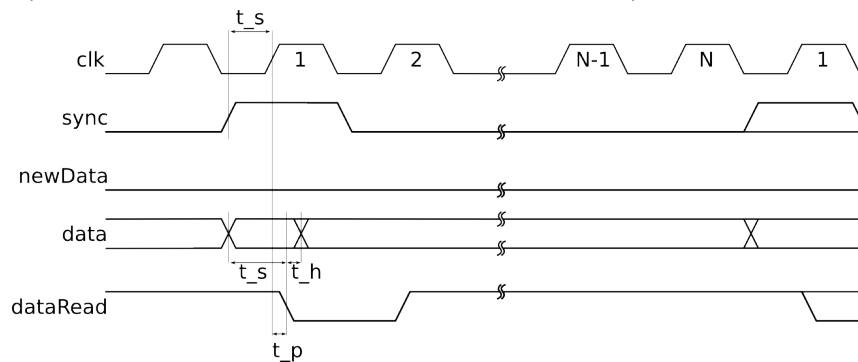 t_s
clk 1 2 N-1 N 1
sync
newData
data
t_s t_h
dataRead
t_p